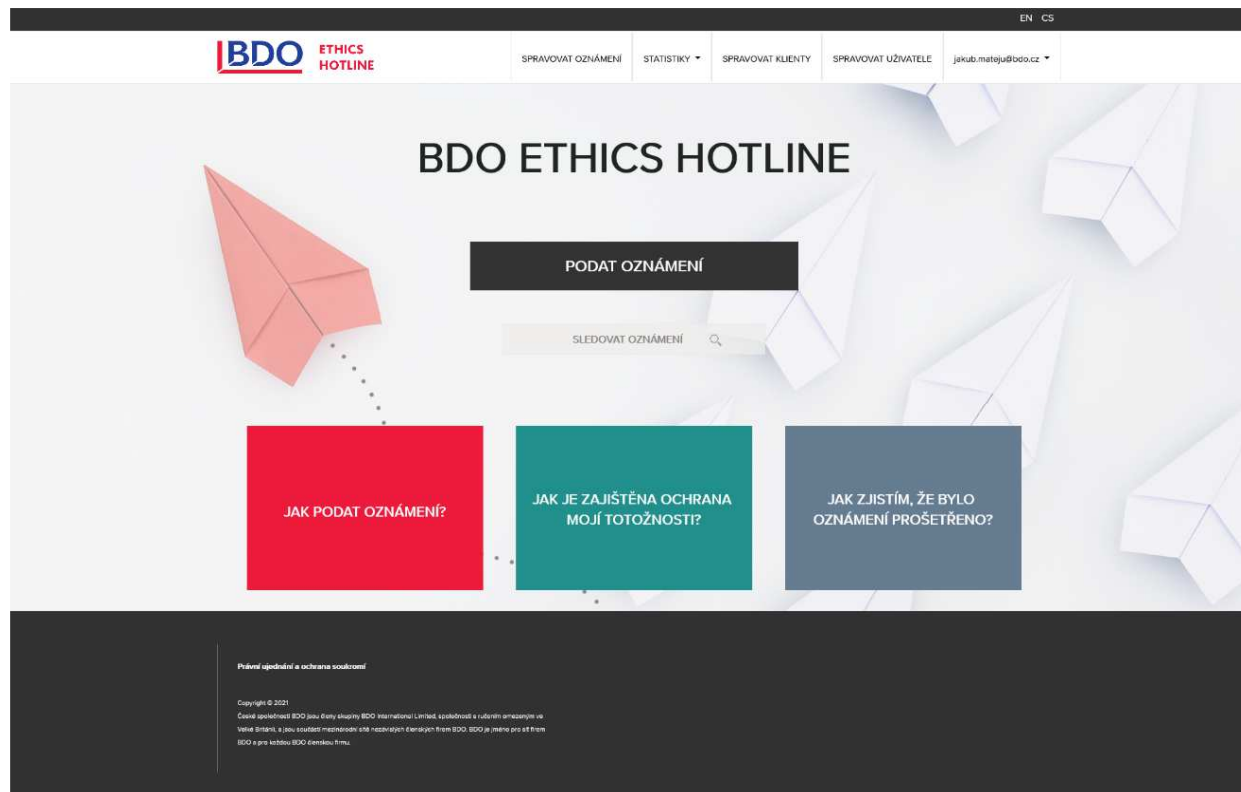 EN CS
BDO ETHICS
HOTLINE
SPRAVOVAT OZNÁMENÍ STATISTIKY SPRAVOVAT KLIENTY SPRAVOVAT UŽIVATELE jakub.mateju@bdo.cz
BDO ETHICS HOTLINE
PODAT OZNÁMENÍ
SLEDOVAT OZNÁMENÍ
JAK PODAT OZNÁMENÍ?
JAK JE ZAJIŠTĚNA OCHRANA
MOJÍ TOTOŽNOSTI?
JAK ZJISTÍM, ŽE BYLO
OZNÁMENÍ PROŠETŘENO?
Právní ujednání a ochrana soukromí
Copyright © 2021
České společnosti BDO jsou členy skupiny BDO International Limited, společnosti s ručením omezeným ve
Velké Británii, a jsou součástí mezinárodní sítě nezávislých členských firem BDO. BDO je jméno pro síť firem
BDO a pro každou BDO členskou firmu.